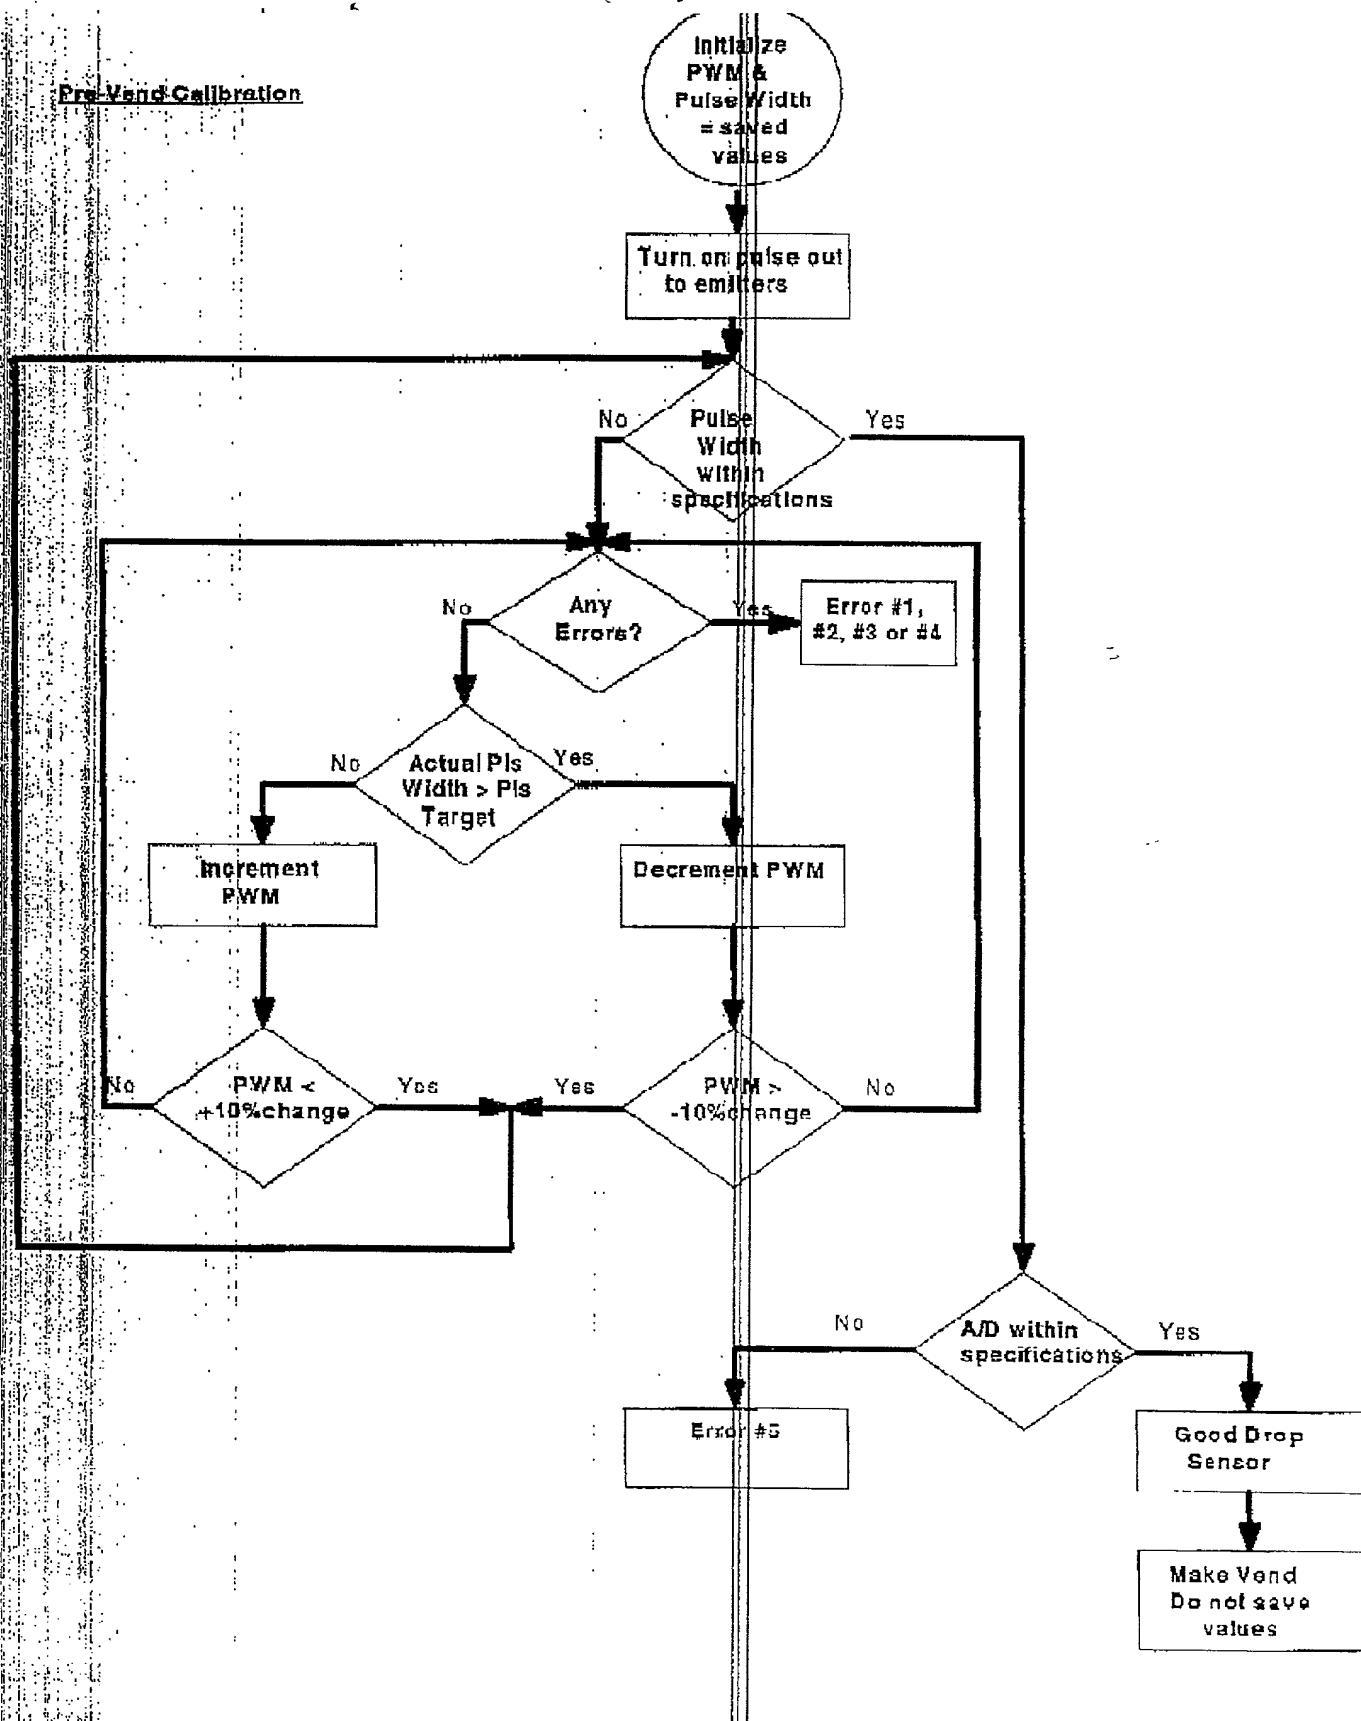 Pre-Vend Calibration
Initialize
PWM &
Pulse Width
= saved
values
Turn on pulse out
to emitters
No
Pulse
Width
within
specifications
Yes
No
Any
Errors?
Yes
Error #1,
#2, #3 or #4
No
Actual Pls
Width > Pls
Target
Yes
Increment
PWM
Decrement PWM
No
PWM <
+10%change
Yes
Yes
PWM >
-10%change
No
No
A/D within
specifications
Yes
Error #5
Good Drop
Sensor
Make Vend
Do not save
values